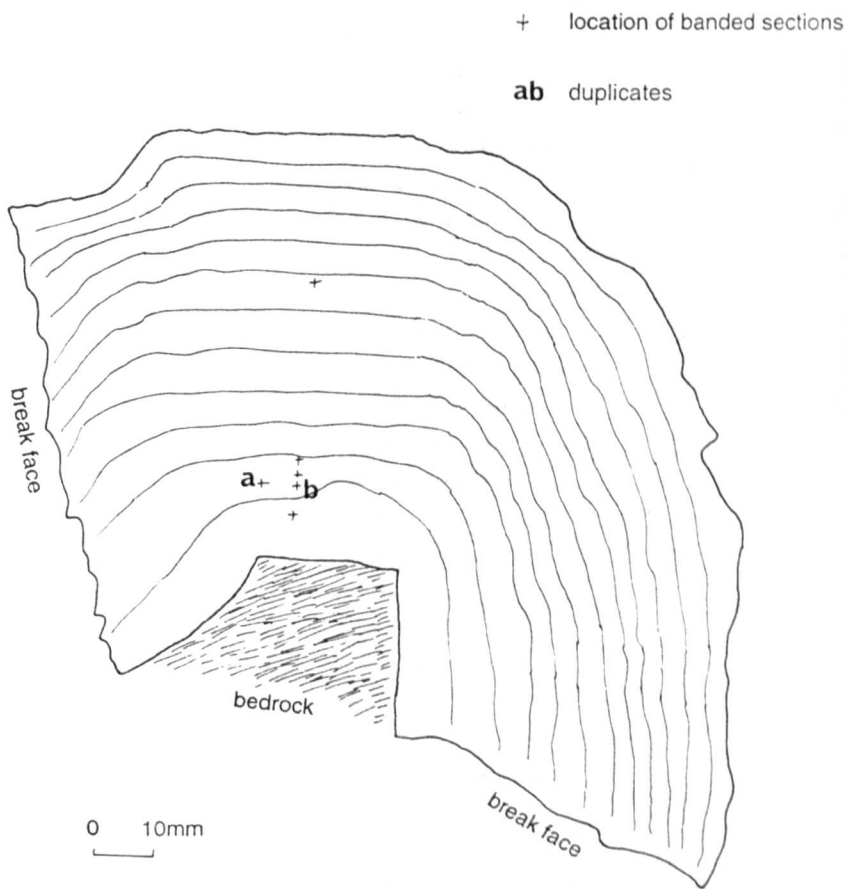 + location of banded sections
ab duplicates
break face
a
b
bedrock
0 10mm
break face